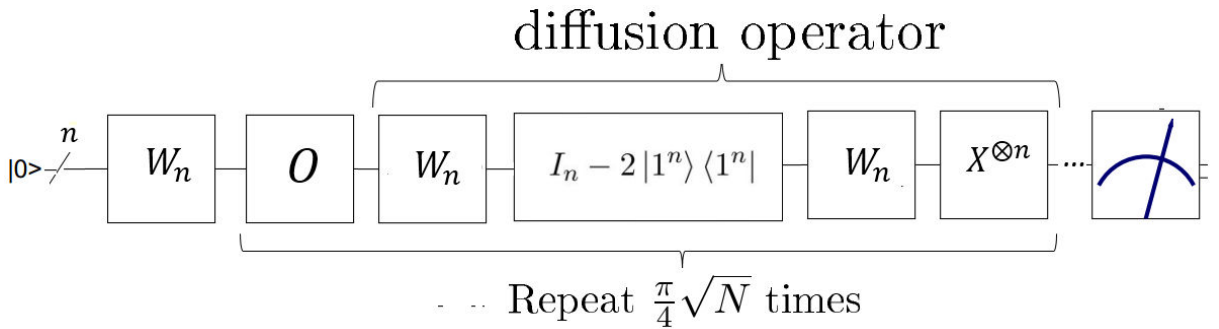 diffusion operator
|0> n W_n O W_n I_n − 2 |1^n⟩ ⟨1^n| W_n X^{⊗n} ...
Repeat π/4 √N times